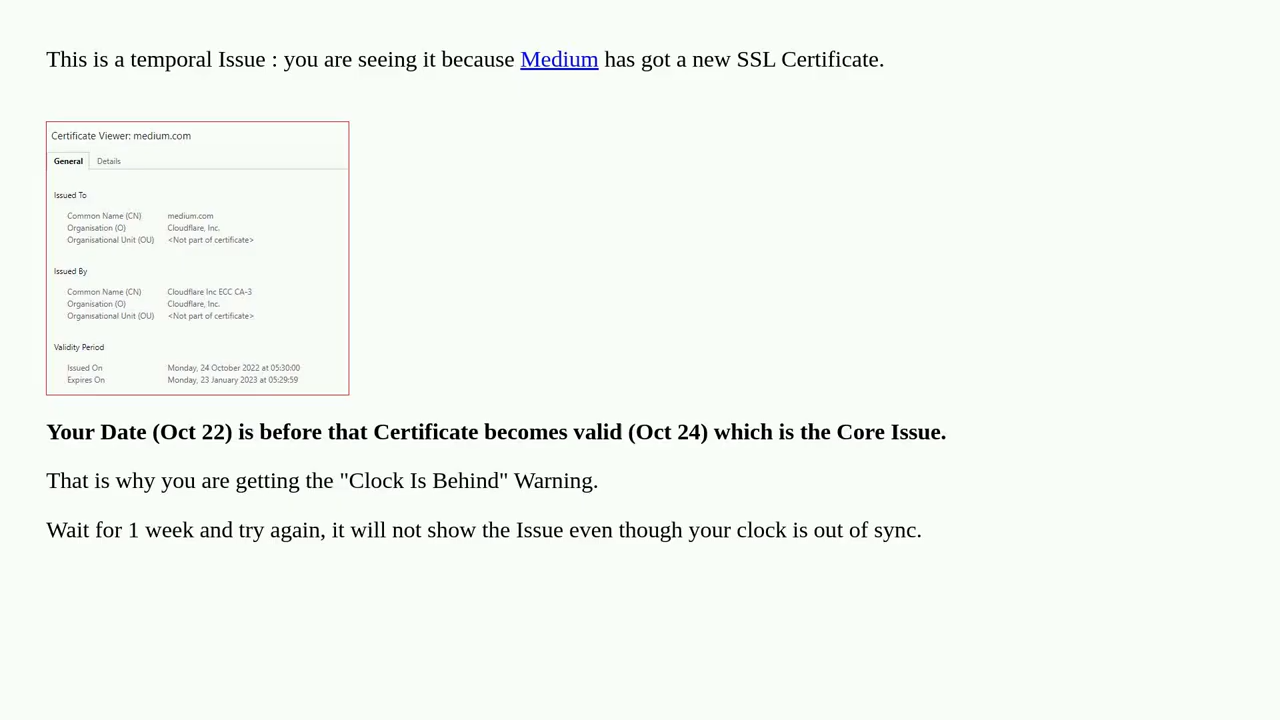 This is a temporal Issue : you are seeing it because Medium has got a new SSL Certificate.
Certificate Viewer: medium.com
General Details
Issued To
Common Name (CN) medium.com
Organisation (O) Cloudflare, Inc.
Organisational Unit (OU) <Not part of certificate>
Issued By
Common Name (CN) Cloudflare Inc ECC CA-3
Organisation (O) Cloudflare, Inc.
Organisational Unit (OU) <Not part of certificate>
Validity Period
Issued On Monday, 24 October 2022 at 05:30:00
Expires On Monday, 23 January 2023 at 05:29:59
Your Date (Oct 22) is before that Certificate becomes valid (Oct 24) which is the Core Issue.
That is why you are getting the "Clock Is Behind" Warning.
Wait for 1 week and try again, it will not show the Issue even though your clock is out of sync.